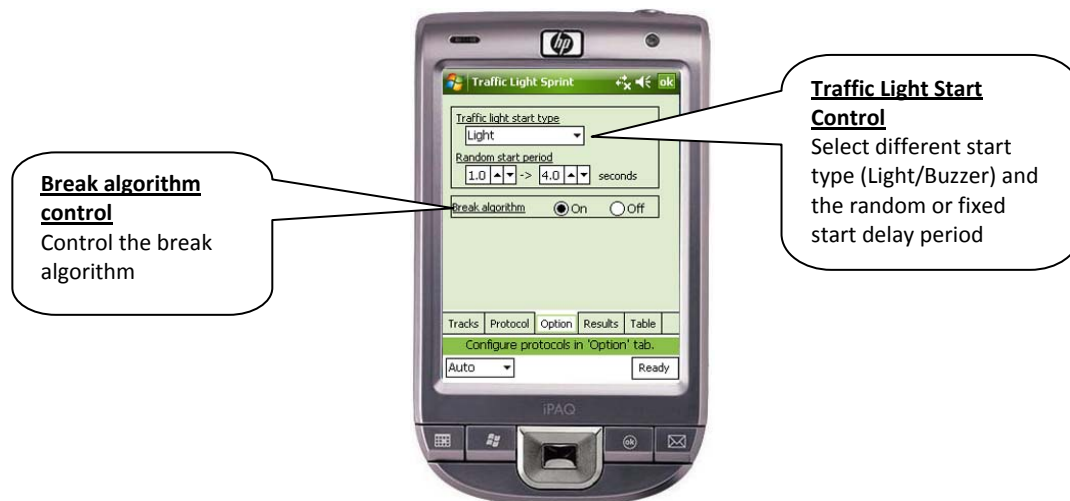 hp
Traffic Light Sprint
ok
Traffic light start type
Light
Random start period
1.0 -> 4.0 seconds
Break algorithm On Off
Tracks Protocol Option Results Table
Configure protocols in 'Option' tab.
Auto Ready
iPAQ
ok
Break algorithm
control
Control the break
algorithm
Traffic Light Start
Control
Select different start
type (Light/Buzzer) and
the random or fixed
start delay period